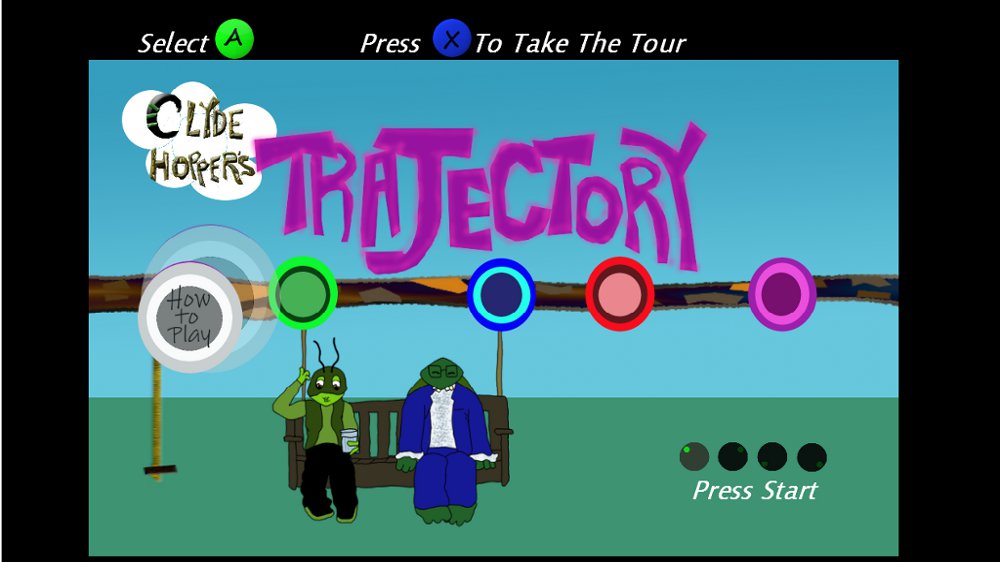 Select A
Press X To Take The Tour
CLYDE
HOPPER'S
TRAJECTORY
How
to
Play
Press Start